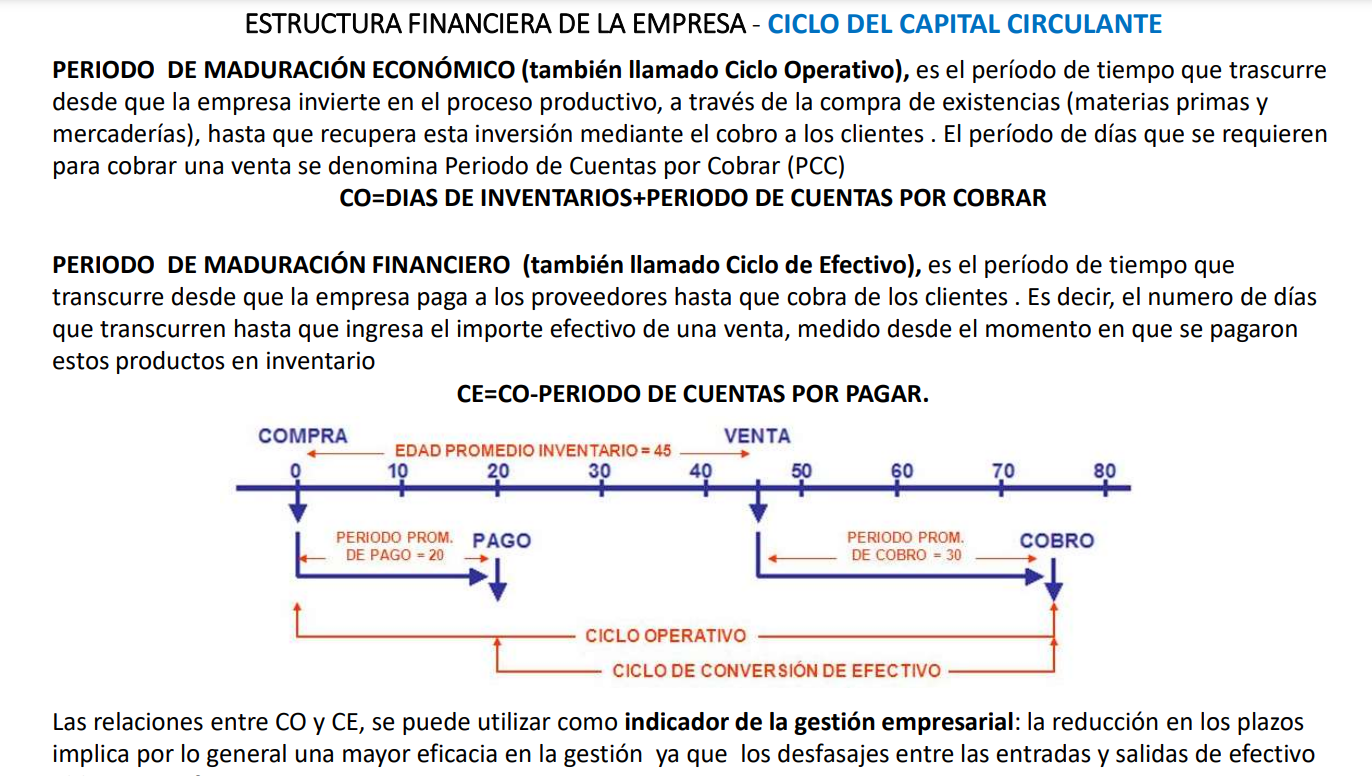 ESTRUCTURA FINANCIERA DE LA EMPRESA - CICLO DEL CAPITAL CIRCULANTE
PERIODO DE MADURACIÓN ECONÓMICO (también llamado Ciclo Operativo), es el período de tiempo que trascurre
desde que la empresa invierte en el proceso productivo, a través de la compra de existencias (materias primas y
mercaderías), hasta que recupera esta inversión mediante el cobro a los clientes . El período de días que se requieren
para cobrar una venta se denomina Periodo de Cuentas por Cobrar (PCC)
CO=DIAS DE INVENTARIOS+PERIODO DE CUENTAS POR COBRAR
PERIODO DE MADURACIÓN FINANCIERO (también llamado Ciclo de Efectivo), es el período de tiempo que
transcurre desde que la empresa paga a los proveedores hasta que cobra de los clientes . Es decir, el numero de días
que transcurren hasta que ingresa el importe efectivo de una venta, medido desde el momento en que se pagaron
estos productos en inventario
CE=CO-PERIODO DE CUENTAS POR PAGAR.
COMPRA VENTA
EDAD PROMEDIO INVENTARIO = 45
0 10 20 30 40 50 60 70 80
PERIODO PROM. PAGO PERIODO PROM. COBRO
DE PAGO = 20 DE COBRO = 30
CICLO OPERATIVO
CICLO DE CONVERSIÓN DE EFECTIVO
Las relaciones entre CO y CE, se puede utilizar como indicador de la gestión empresarial: la reducción en los plazos
implica por lo general una mayor eficacia en la gestión ya que los desfasajes entre las entradas y salidas de efectivo